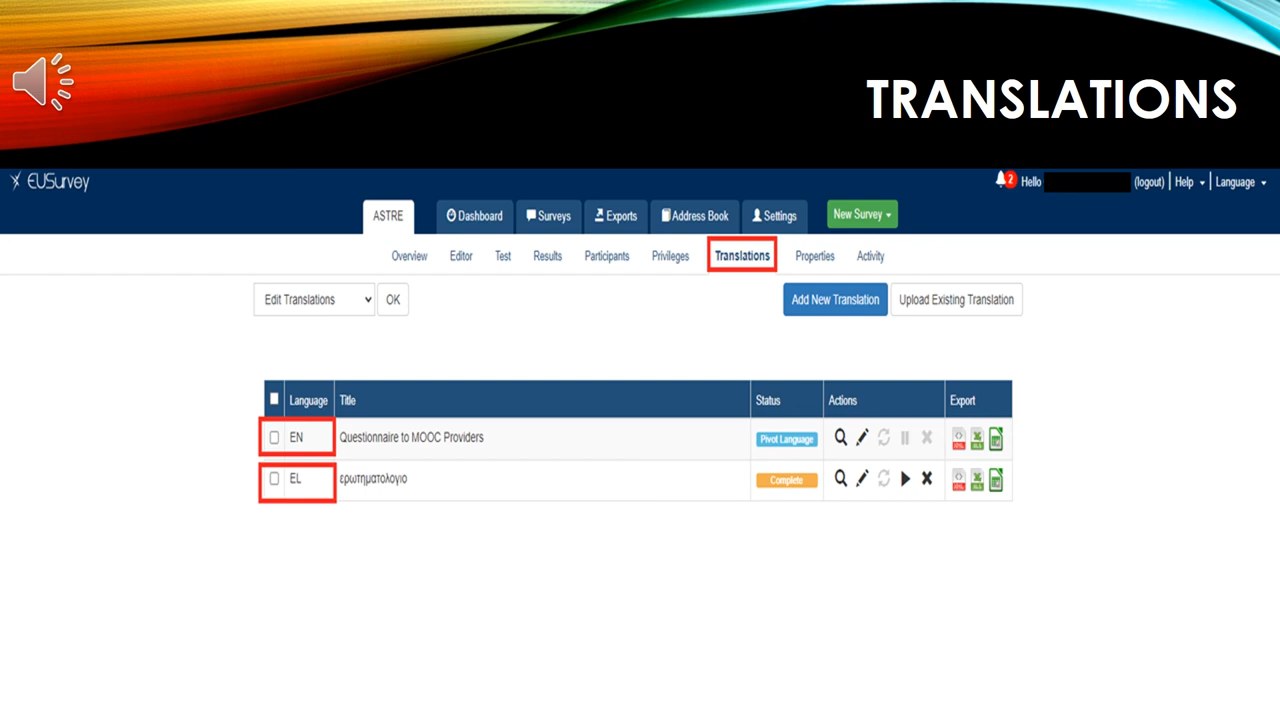 TRANSLATIONS
EUSurvey
2 Hello (logout) Help Language
ASTRE Dashboard Surveys Exports Address Book Settings New Survey
Overview Editor Test Results Participants Privileges Translations Properties Activity
Edit Translations OK Add New Translation Upload Existing Translation
Language Title Status Actions Export
EN Questionnaire to MOOC Providers Pivot Language
EL ερωτηματολογιο Complete